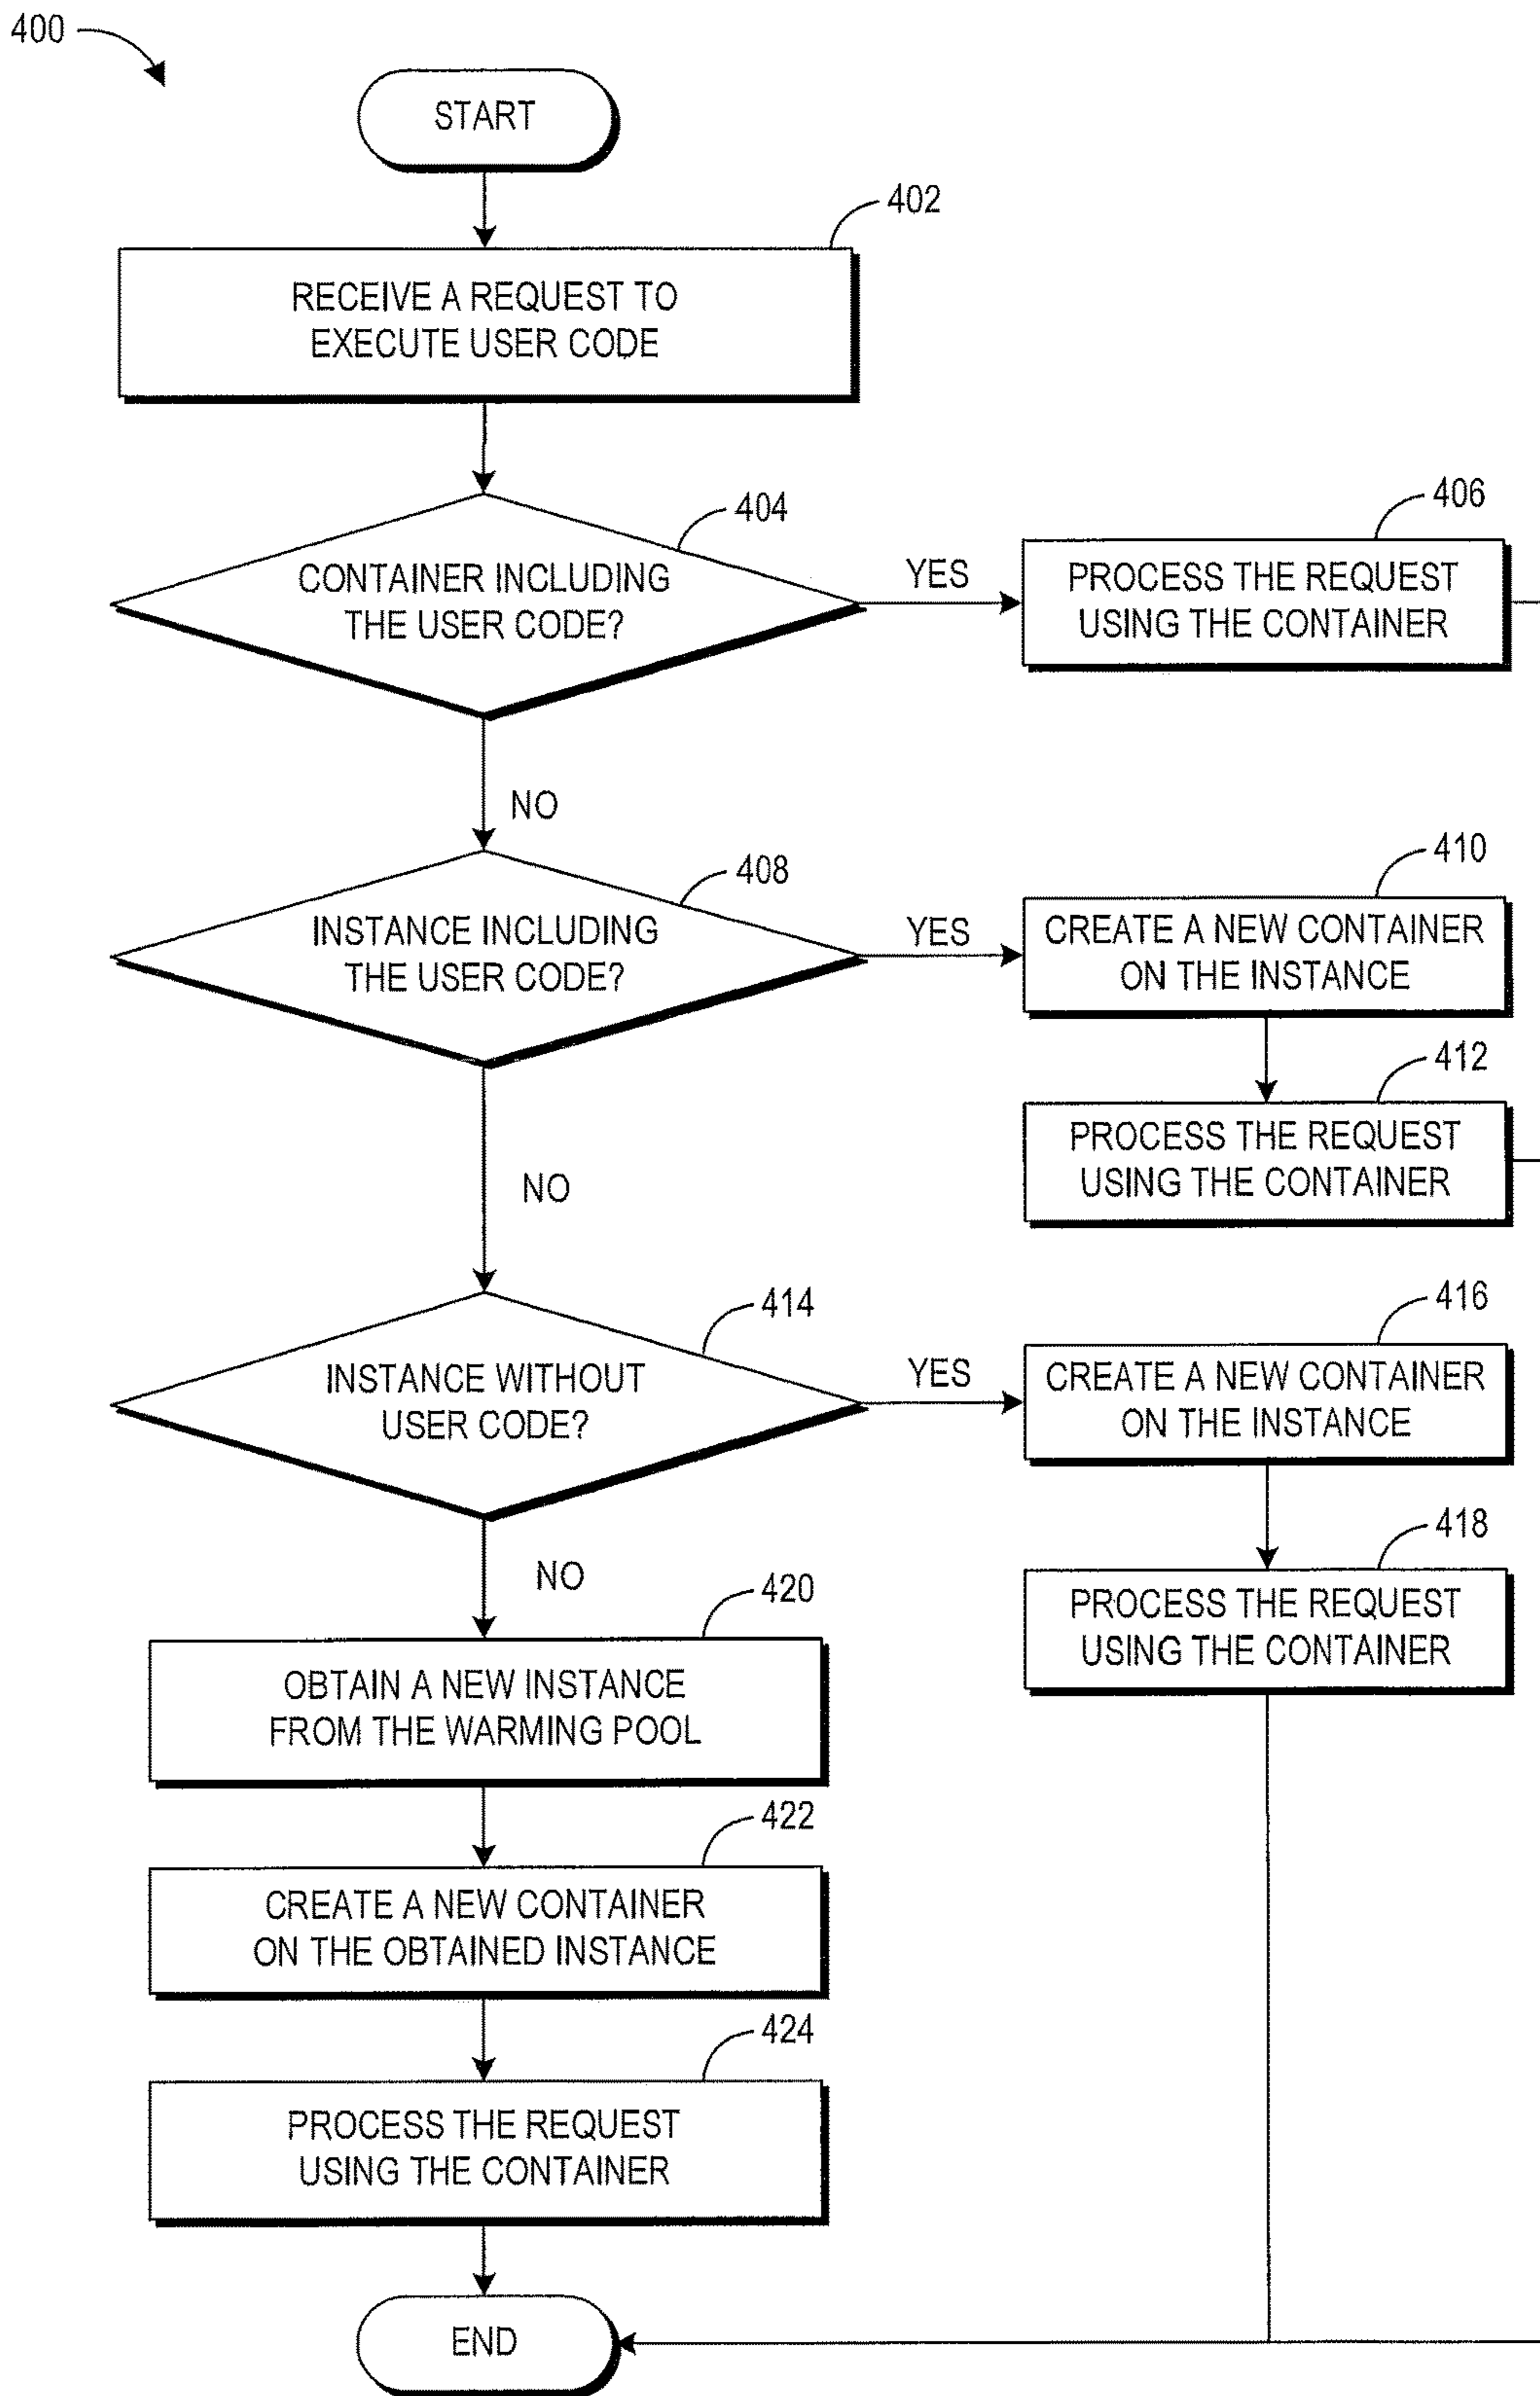 400
START
402
RECEIVE A REQUEST TO
EXECUTE USER CODE
404
CONTAINER INCLUDING
THE USER CODE?
YES
406
PROCESS THE REQUEST
USING THE CONTAINER
NO
408
INSTANCE INCLUDING
THE USER CODE?
YES
410
CREATE A NEW CONTAINER
ON THE INSTANCE
412
PROCESS THE REQUEST
USING THE CONTAINER
NO
414
INSTANCE WITHOUT
USER CODE?
YES
416
CREATE A NEW CONTAINER
ON THE INSTANCE
418
PROCESS THE REQUEST
USING THE CONTAINER
NO
420
OBTAIN A NEW INSTANCE
FROM THE WARMING POOL
422
CREATE A NEW CONTAINER
ON THE OBTAINED INSTANCE
424
PROCESS THE REQUEST
USING THE CONTAINER
END